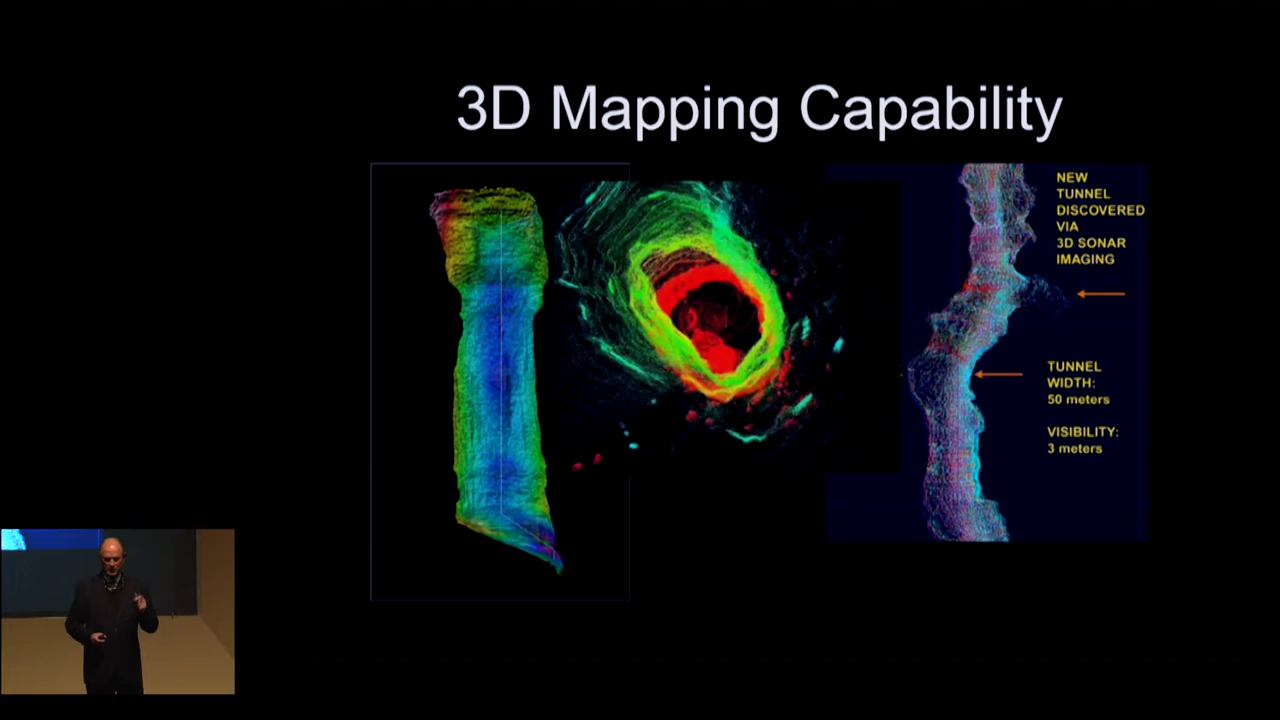 3D Mapping Capability
NEW
TUNNEL
DISCOVERED
VIA
3D SONAR
IMAGING
TUNNEL
WIDTH:
50 meters
VISIBILITY:
3 meters